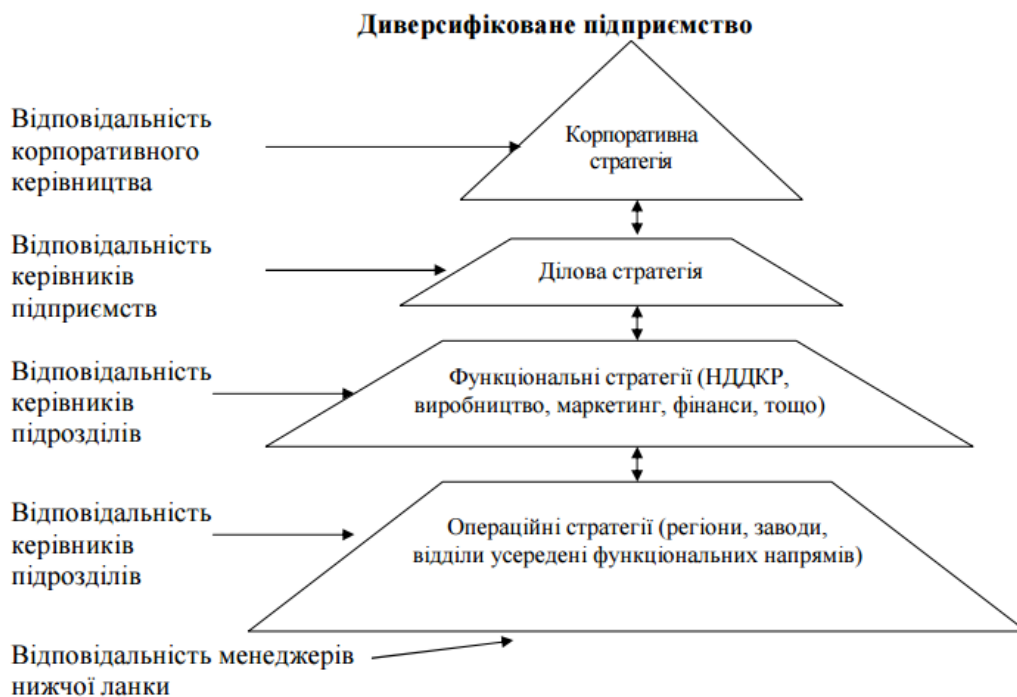 Диверсифіковане підприємство
Відповідальність
корпоративного
керівництва
Корпоративна
стратегія
Відповідальність
керівників
підприємств
Ділова стратегія
Відповідальність
керівників
підрозділів
Функціональні стратегії (НДДКР,
виробництво, маркетинг, фінанси, тощо)
Відповідальність
керівників
підрозділів
Операційні стратегії (регіони, заводи,
відділи усередені функціональних напрямів)
Відповідальність менеджерів
нижчої ланки